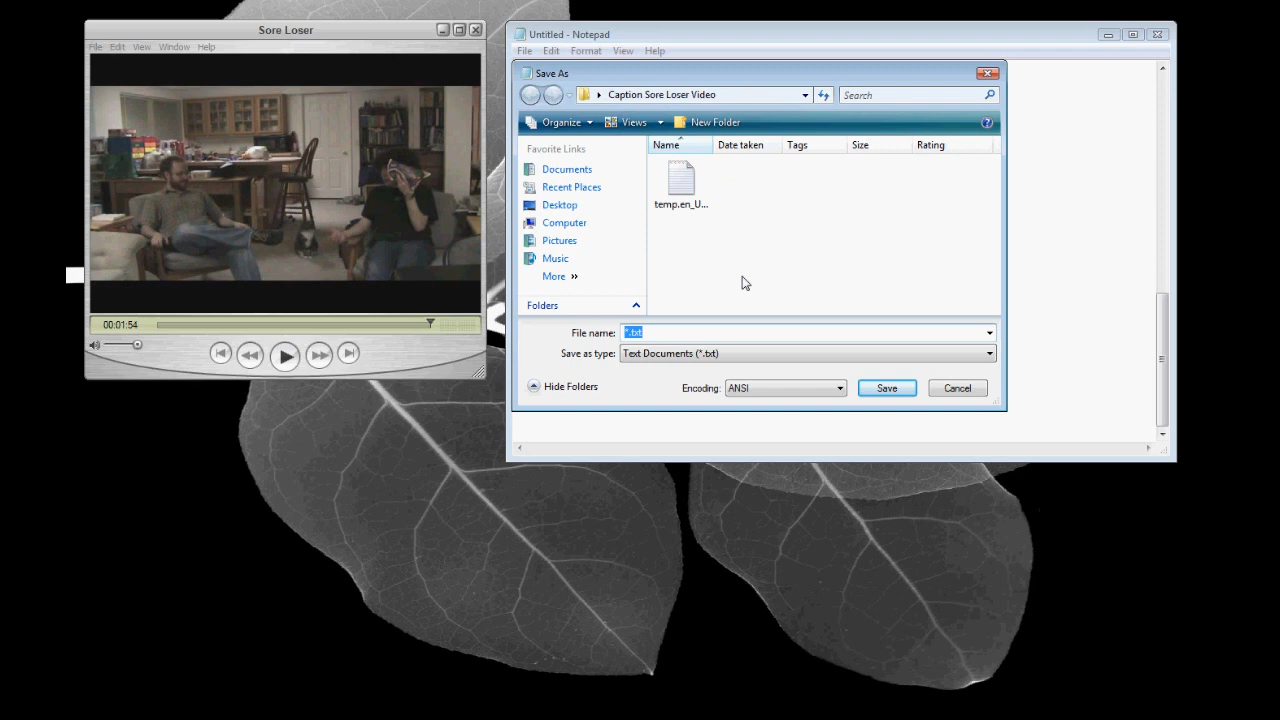 Sore Loser
File Edit View Window Help
00:01:54
Untitled - Notepad
File Edit Format View Help
Save As
Caption Sore Loser Video
Search
Organize Views New Folder
Favorite Links
Documents
Recent Places
Desktop
Computer
Pictures
Music
More »
Folders
Name Date taken Tags Size Rating
temp.en_U...
File name: *.txt
Save as type: Text Documents (*.txt)
Hide Folders
Encoding: ANSI
Save
Cancel